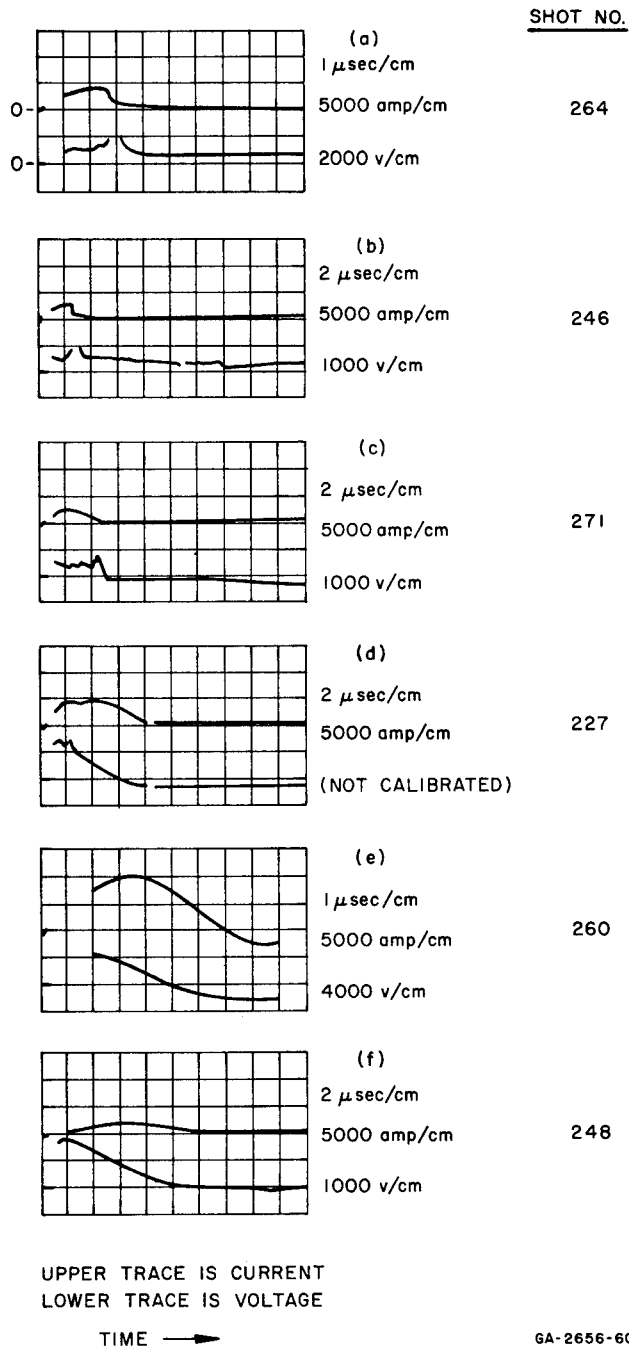 SHOT NO.
(a)
1 μsec/cm
0- 5000 amp/cm 264
0- 2000 v/cm
(b)
2 μsec/cm
5000 amp/cm 246
1000 v/cm
(c)
2 μsec/cm
5000 amp/cm 271
1000 v/cm
(d)
2 μsec/cm
5000 amp/cm 227
(NOT CALIBRATED)
(e)
1 μsec/cm
5000 amp/cm 260
4000 v/cm
(f)
2 μsec/cm
5000 amp/cm 248
1000 v/cm
UPPER TRACE IS CURRENT
LOWER TRACE IS VOLTAGE
TIME →
GA-2656-60